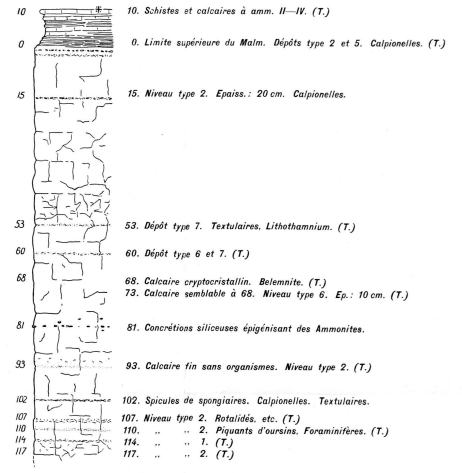 10 10. Schistes et calcaires à amm. II—IV. (T.)
0 0. Limite supérieure du Malm. Dépôts type 2 et 5. Calpionelles. (T.)
15 15. Niveau type 2. Epaiss.: 20 cm. Calpionelles.
53 53. Dépôt type 7. Textulaires, Lithothamnium. (T.)
60 60. Dépôt type 6 et 7. (T.)
68 68. Calcaire cryptocristallin. Belemnite. (T.)
73. Calcaire semblable à 68. Niveau type 6. Ep.: 10 cm. (T.)
81 81. Concrétions siliceuses épigénisant des Ammonites.
93 93. Calcaire fin sans organismes. Niveau type 2. (T.)
102 102. Spicules de spongiaires. Calpionelles. Textulaires.
107 107. Niveau type 2. Rotalidés, etc. (T.)
110 110. „ „ 2. Piquants d'oursins, Foraminifères. (T.)
114 114. „ „ 1. (T.)
117 117. „ „ 2. (T.)